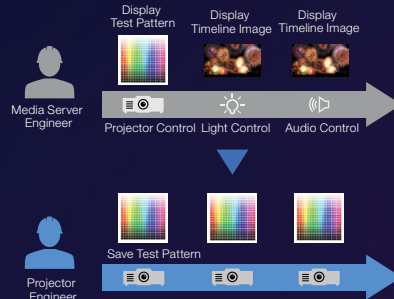 Display
Test Pattern
Display
Timeline Image
Display
Timeline Image
Media Server
Engineer
Projector Control
Light Control
Audio Control
Save Test Pattern
Projector
Engineer